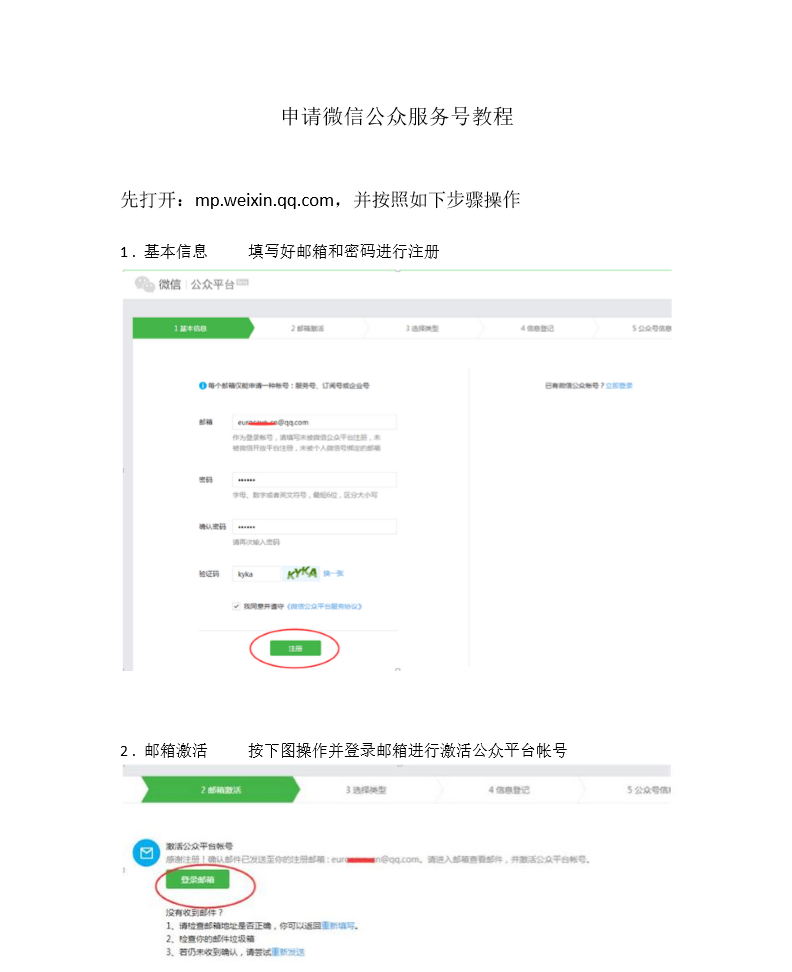 申请微信公众服务号教程
先打开：mp.weixin.qq.com，并按照如下步骤操作
1．基本信息 填写好邮箱和密码进行注册
微信 | 公众平台
1 基本信息 2 邮箱激活 3 选择类型 4 信息登记 5 公众号信息
每个邮箱仅能申请一种帐号：服务号、订阅号或企业号 已有微信公众帐号？立即登录
邮箱 @qq.com
作为登录帐号，请填写未被微信公众平台注册，未
被微信开放平台注册，未被个人微信号绑定的邮箱
密码 ••••••
字母、数字或者英文符号，最短6位，区分大小写
确认密码 ••••••
请再次输入密码
验证码 kyka KYKA 换一张
我同意并遵守《微信公众平台服务协议》
注册
2．邮箱激活 按下图操作并登录邮箱进行激活公众平台帐号
2 邮箱激活 3 选择类型 4 信息登记 5 公众号信息
激活公众平台帐号
感谢注册！确认邮件已发送至你的注册邮箱：n@qq.com。请进入邮箱查看邮件，并激活公众平台帐号。
登录邮箱
没有收到邮件？
1、请检查邮箱地址是否正确，你可以返回重新填写。
2、检查你的邮件垃圾箱
3、若仍未收到确认，请尝试重新发送